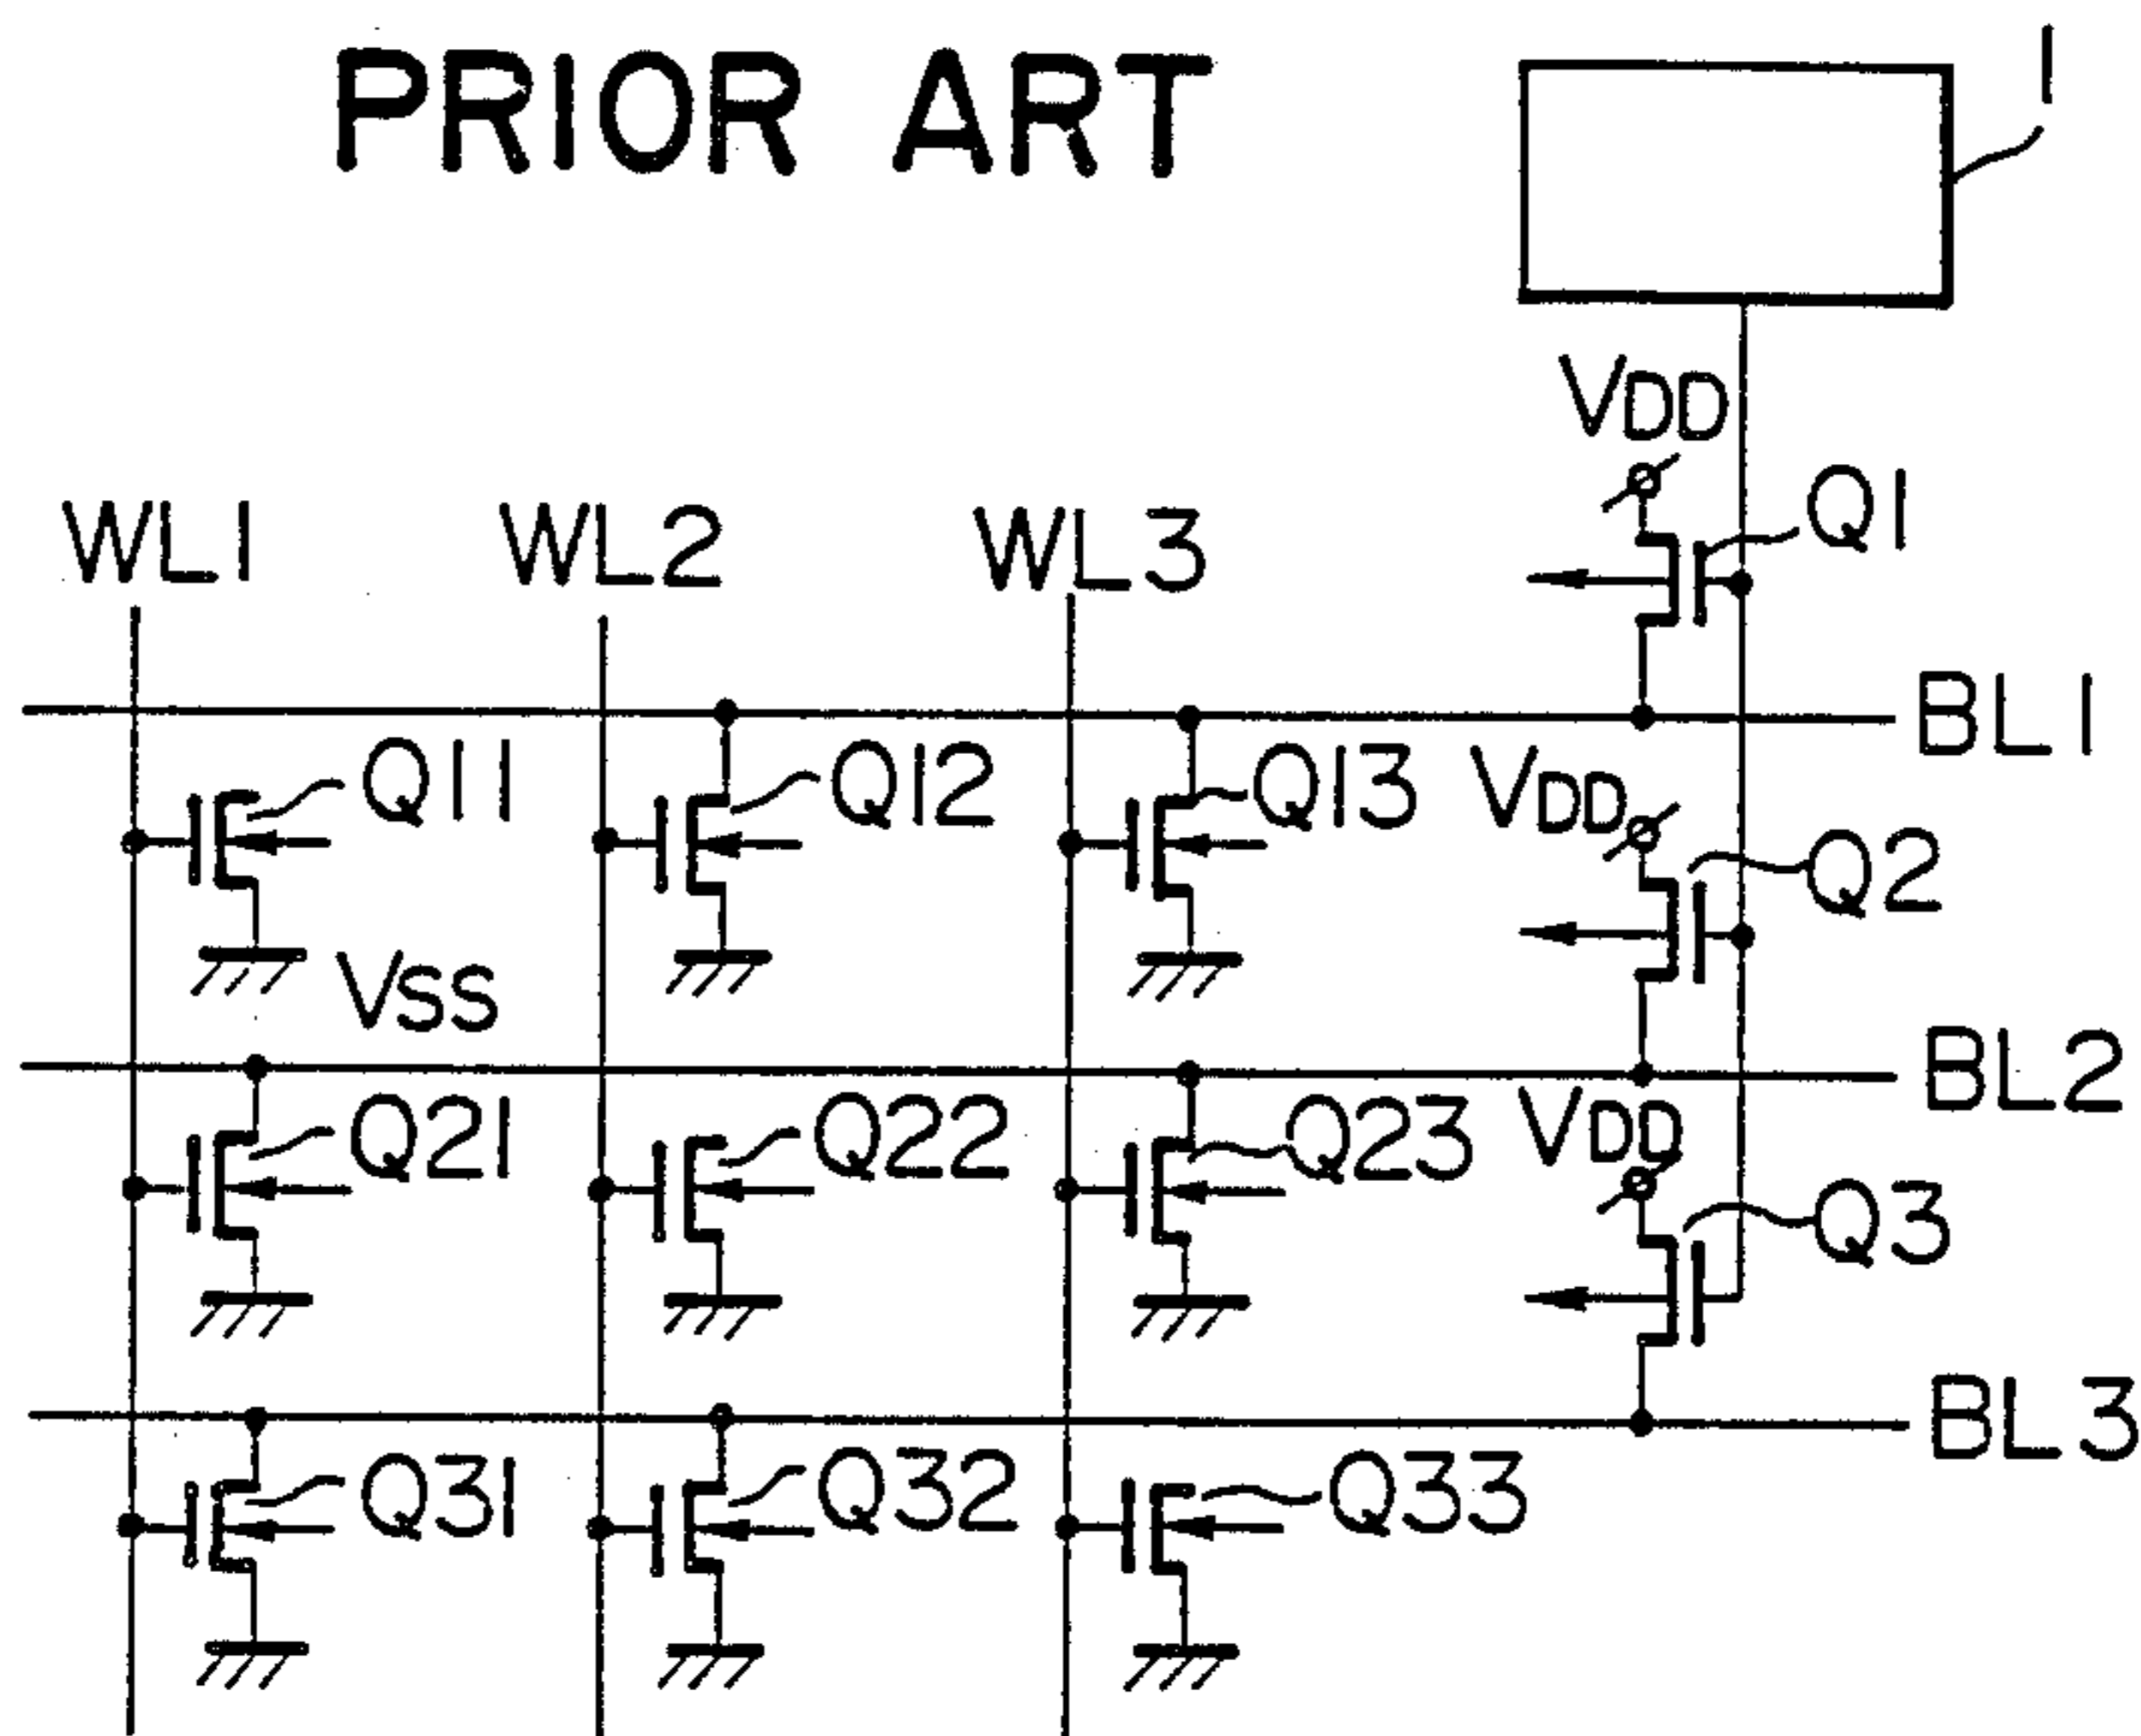 PRIOR ART
1
VDD
Q1
WL1 WL2 WL3
BL1
Q11 Q12 Q13
VDD
Q2
VSS
BL2
Q21 Q22 Q23
VDD
Q3
BL3
Q31 Q32 Q33